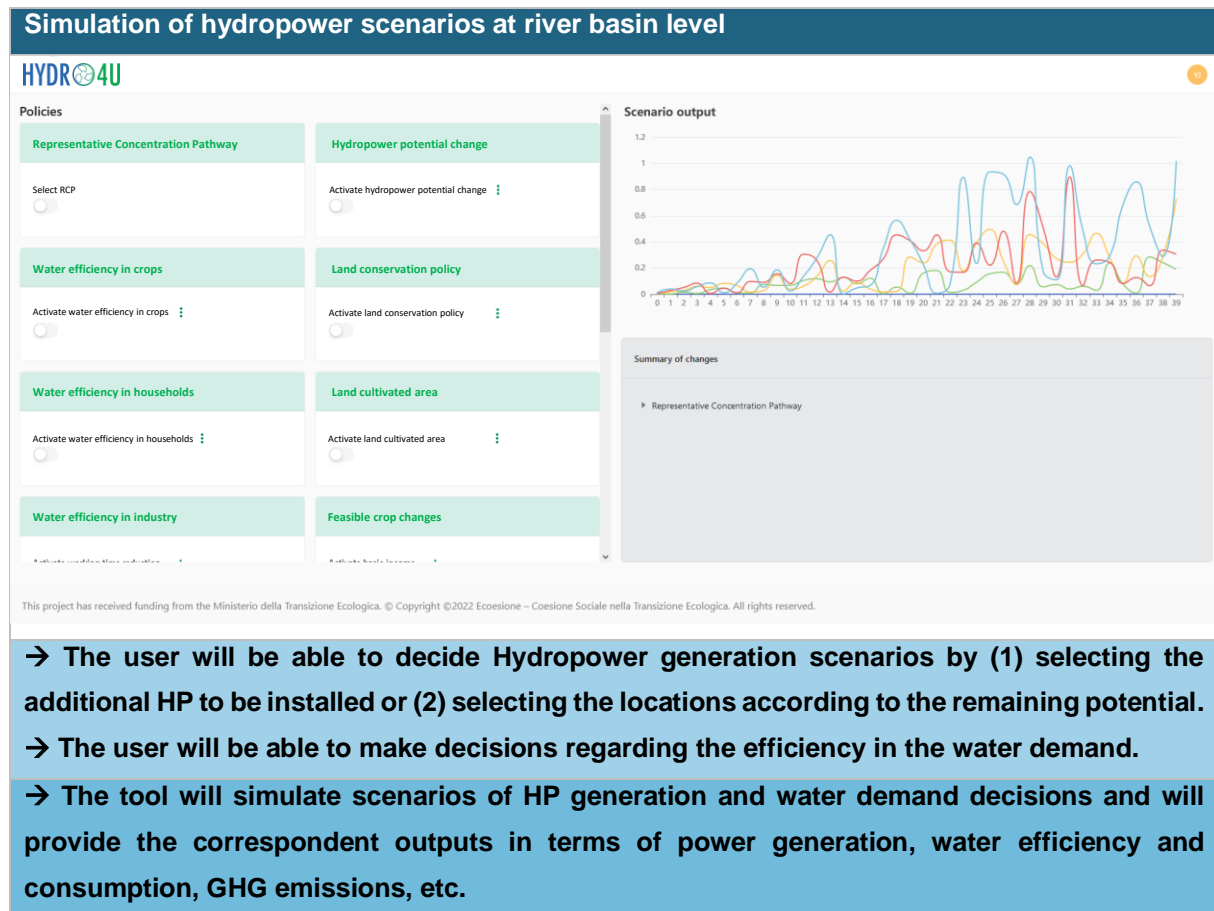 Simulation of hydropower scenarios at river basin level
HYDRO4U
YI
Policies
Representative Concentration Pathway
Select RCP
Hydropower potential change
Activate hydropower potential change
Water efficiency in crops
Activate water efficiency in crops
Land conservation policy
Activate land conservation policy
Water efficiency in households
Activate water efficiency in households
Land cultivated area
Activate land cultivated area
Water efficiency in industry
Activate working time reduction
Feasible crop changes
Activate basic income
Scenario output
1.2
1
0.8
0.6
0.4
0.2
0
0 1 2 3 4 5 6 7 8 9 10 11 12 13 14 15 16 17 18 19 20 21 22 23 24 25 26 27 28 29 30 31 32 33 34 35 36 37 38 39
Summary of changes
Representative Concentration Pathway
This project has received funding from the Ministerio della Transizione Ecologica. © Copyright ©2022 Ecoesione – Coesione Sociale nella Transizione Ecologica. All rights reserved.
→ The user will be able to decide Hydropower generation scenarios by (1) selecting the
additional HP to be installed or (2) selecting the locations according to the remaining potential.
→ The user will be able to make decisions regarding the efficiency in the water demand.
→ The tool will simulate scenarios of HP generation and water demand decisions and will
provide the correspondent outputs in terms of power generation, water efficiency and
consumption, GHG emissions, etc.